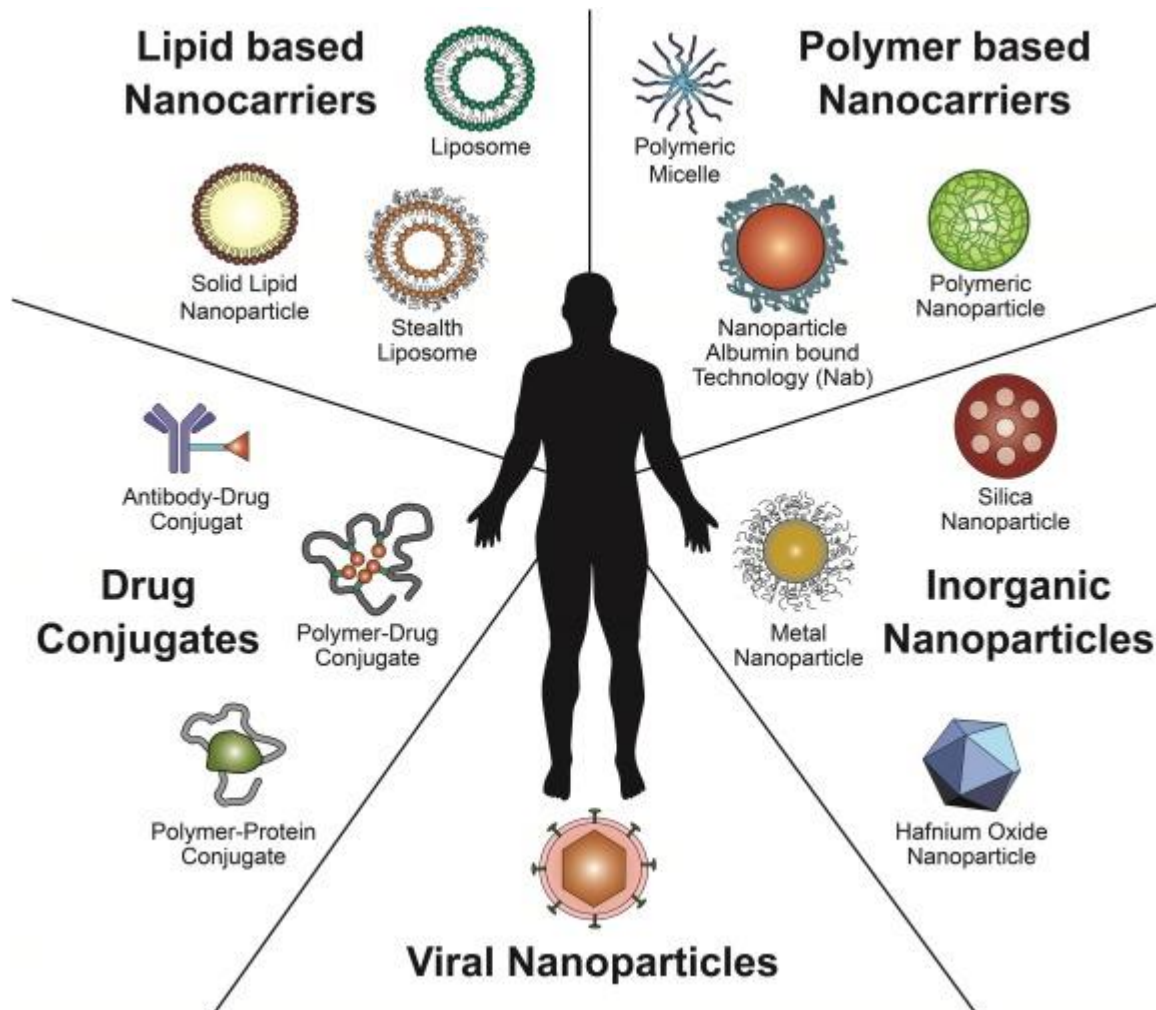 Lipid based
Nanocarriers
Liposome
Solid Lipid
Nanoparticle
Stealth
Liposome
Polymer based
Nanocarriers
Polymeric
Micelle
Nanoparticle
Albumin bound
Technology (Nab)
Polymeric
Nanoparticle
Antibody-Drug
Conjugat
Drug
Conjugates
Polymer-Drug
Conjugate
Polymer-Protein
Conjugate
Silica
Nanoparticle
Metal
Nanoparticle
Inorganic
Nanoparticles
Hafnium Oxide
Nanoparticle
Viral Nanoparticles